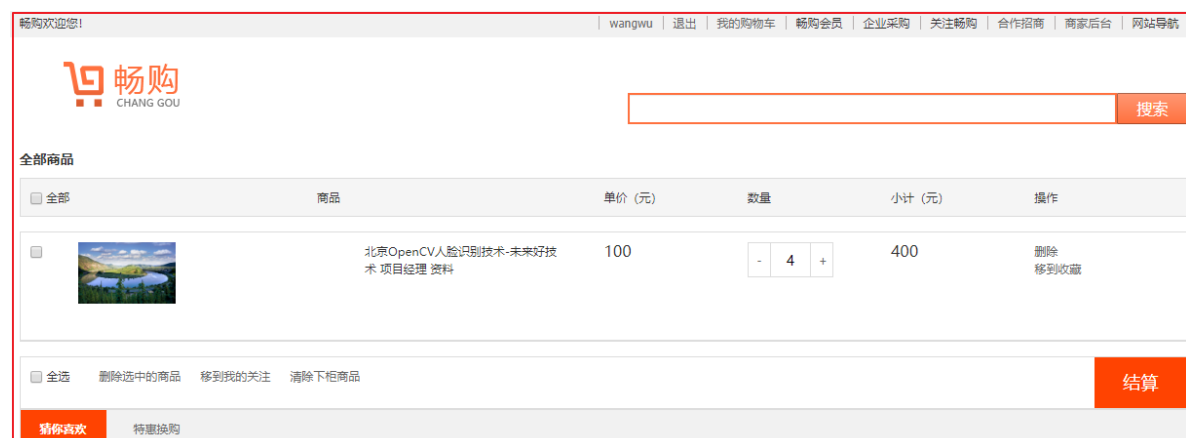 畅购欢迎您!
wangwu 退出 我的购物车 畅购会员 企业采购 关注畅购 合作招商 商家后台 网站导航
畅购
CHANG GOU
搜索
全部商品
全部 商品 单价（元） 数量 小计（元） 操作
北京OpenCV人脸识别技术-未来好技 100 - 4 + 400 删除
术 项目经理 资料 移到收藏
全选 删除选中的商品 移到我的关注 清除下柜商品 结算
猜你喜欢 特惠换购